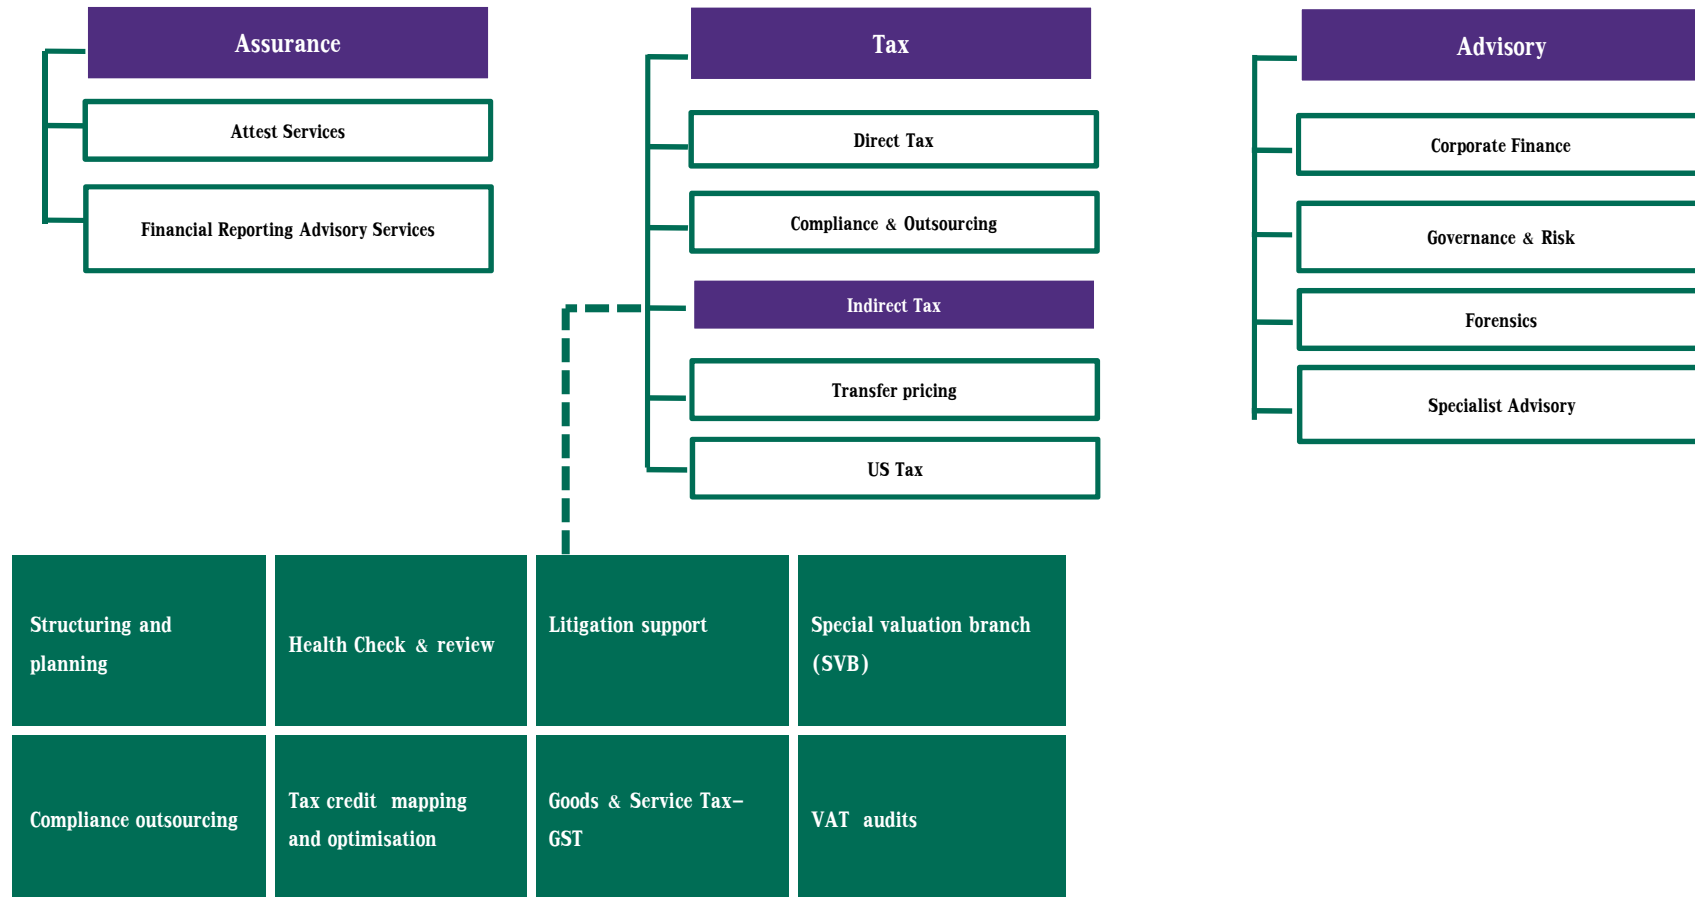 Assurance
Attest Services
Financial Reporting Advisory Services
Tax
Direct Tax
Compliance & Outsourcing
Indirect Tax
Transfer pricing
US Tax
Advisory
Corporate Finance
Governance & Risk
Forensics
Specialist Advisory
Structuring and
planning
Health Check & review
Litigation support
Special valuation branch
(SVB)
Compliance outsourcing
Tax credit mapping
and optimisation
Goods & Service Tax–
GST
VAT audits